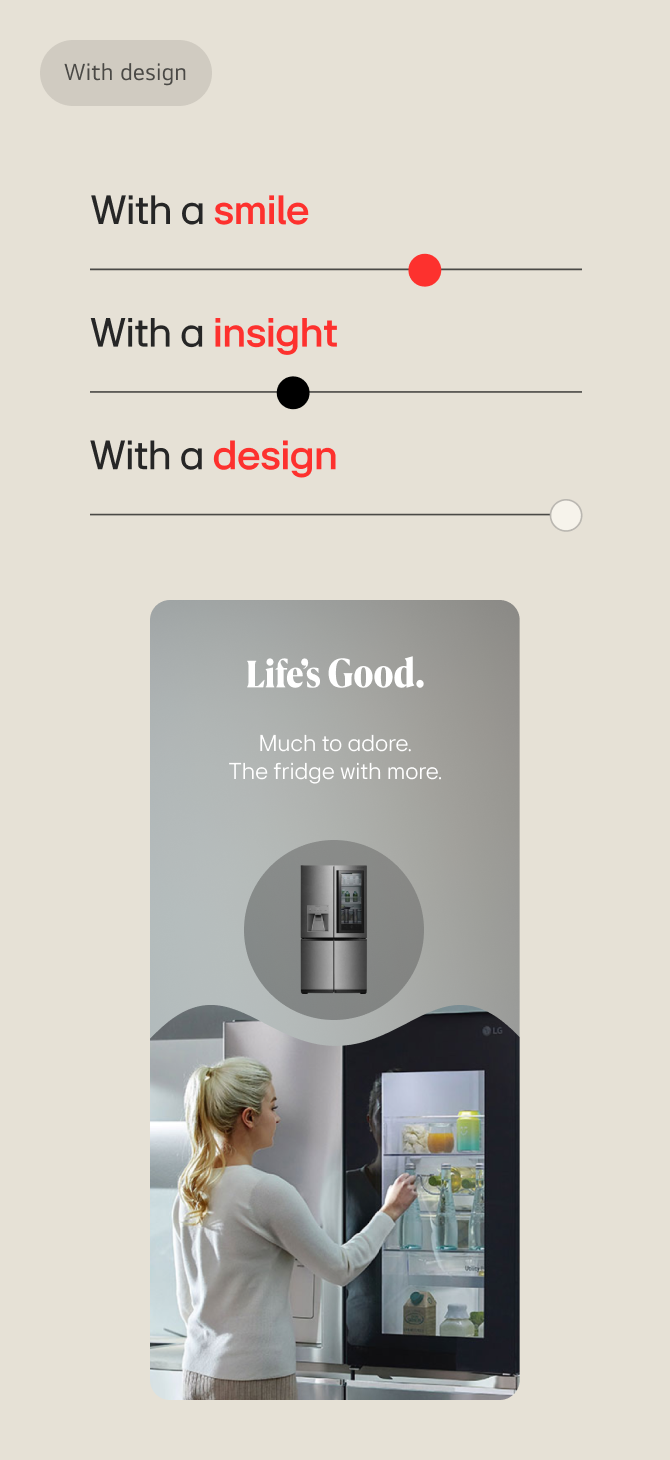 With design
With a smile
With a insight
With a design
Life's Good.
Much to adore.
The fridge with more.
LG